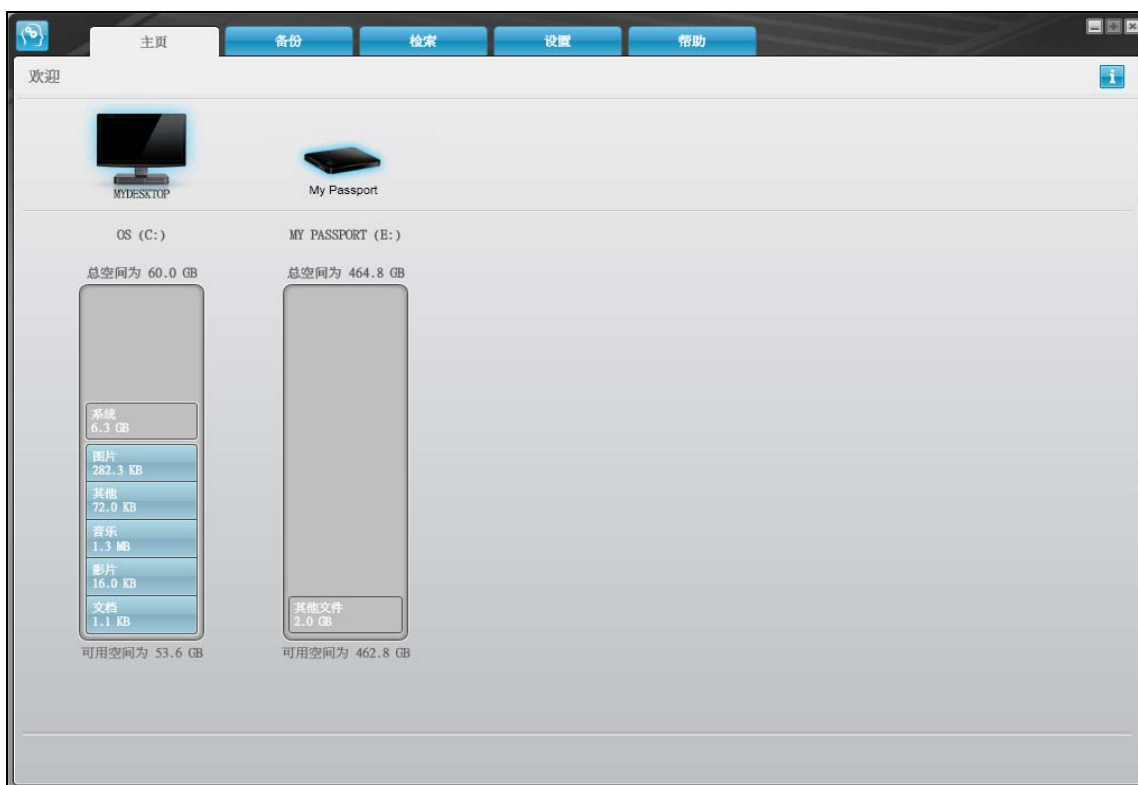 主页
备份
检索
设置
帮助
欢迎
MYDESKTOP
My Passport
OS (C:)
MY PASSPORT (E:)
总空间为 60.0 GB
总空间为 464.8 GB
系统
6.3 GB
图片
282.3 KB
其他
72.0 KB
音乐
1.3 MB
影片
16.0 KB
文档
1.1 KB
其他文件
2.0 GB
可用空间为 53.6 GB
可用空间为 462.8 GB